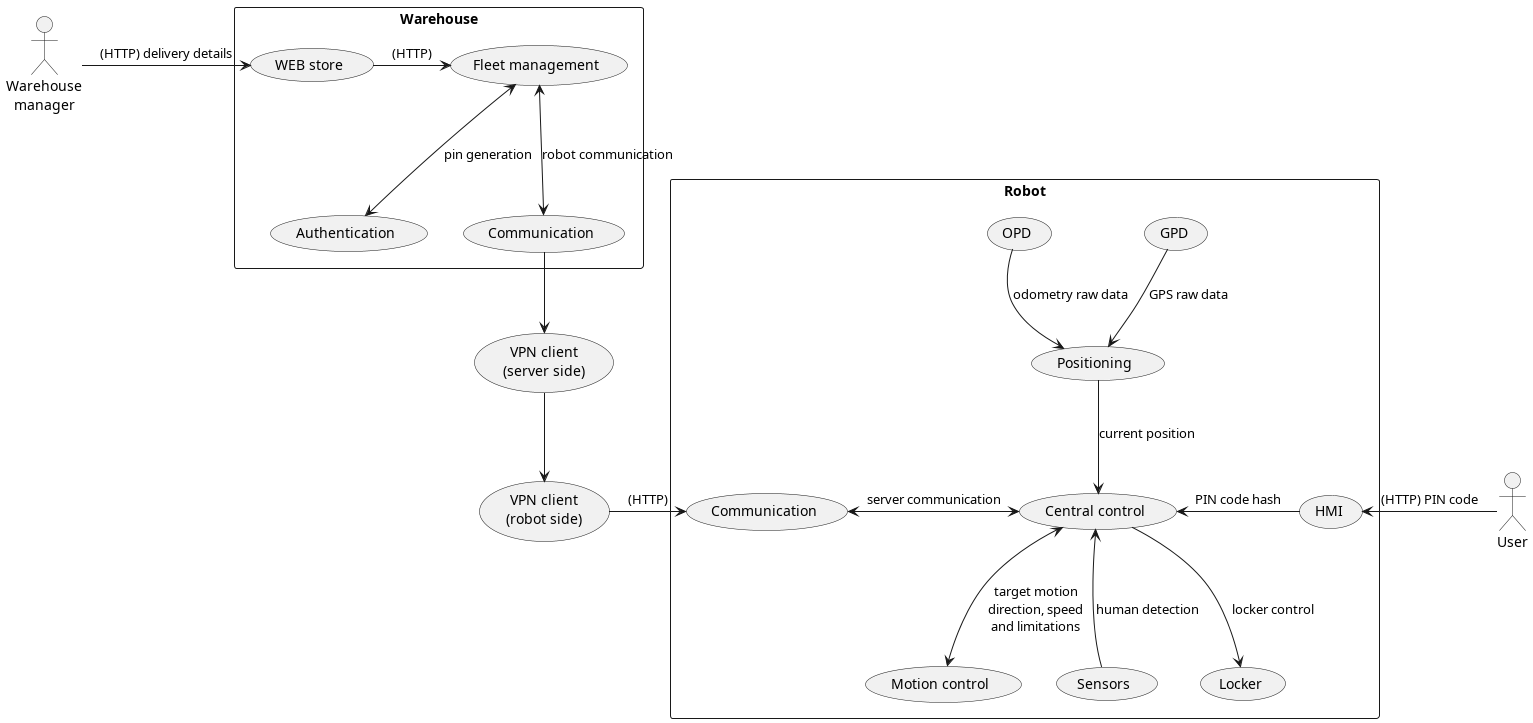 Warehouse
Warehouse
manager
(HTTP) delivery details
WEB store
(HTTP)
Fleet management
pin generation
robot communication
Authentication
Communication
VPN client
(server side)
VPN client
(robot side)
(HTTP)
Robot
OPD
GPD
odometry raw data
GPS raw data
Positioning
current position
Communication
server communication
Central control
PIN code hash
HMI
(HTTP) PIN code
User
target motion
direction, speed
and limitations
human detection
locker control
Motion control
Sensors
Locker